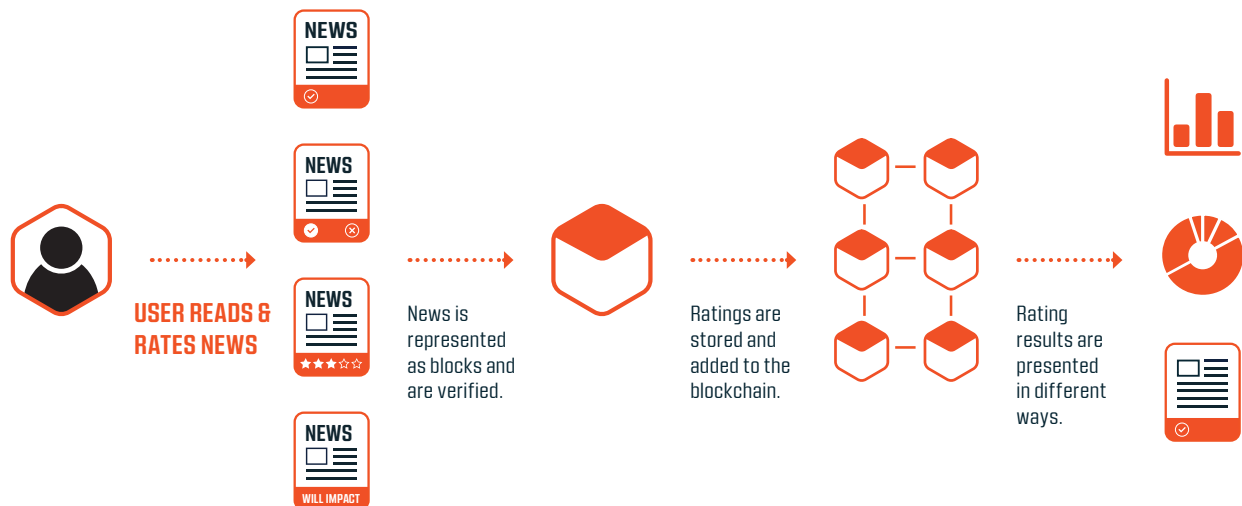 NEWS
NEWS
NEWS
NEWS
WILL IMPACT
USER READS &
RATES NEWS
News is
represented
as blocks and
are verified.
Ratings are
stored and
added to the
blockchain.
Rating
results are
presented
in different
ways.